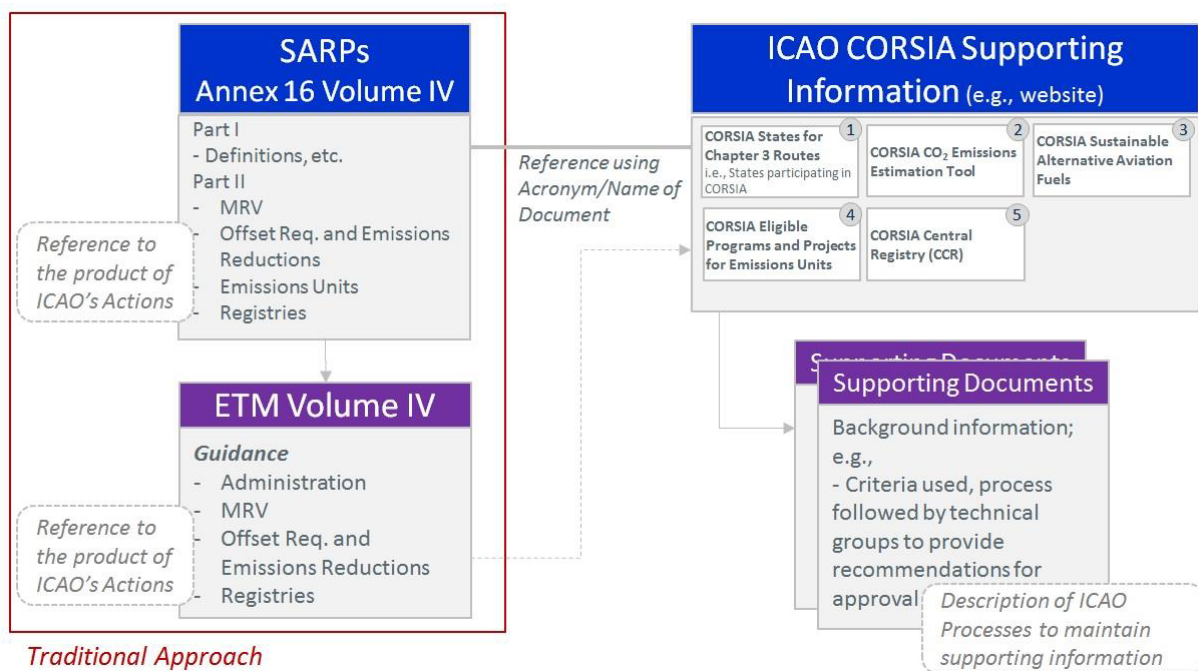 SARPs
Annex 16 Volume IV
Part I
- Definitions, etc.
Part II
- MRV
- Offset Req. and Emissions
Reductions
- Emissions Units
- Registries
Reference to
the product of
ICAO's Actions
ETM Volume IV
Guidance
- Administration
- MRV
- Offset Req. and
Emissions Reductions
- Registries
Reference to
the product of
ICAO's Actions
Traditional Approach
Reference using
Acronym/Name of
Document
ICAO CORSIA Supporting
Information (e.g., website)
1
CORSIA States for
Chapter 3 Routes
i.e., States participating in
CORSIA
2
CORSIA CO₂ Emissions
Estimation Tool
3
CORSIA Sustainable
Alternative Aviation
Fuels
4
CORSIA Eligible
Programs and Projects
for Emissions Units
5
CORSIA Central
Registry (CCR)
Supporting Documents
Supporting Documents
Background information;
e.g.,
- Criteria used, process
followed by technical
groups to provide
recommendations for
approval
Description of ICAO
Processes to maintain
supporting information